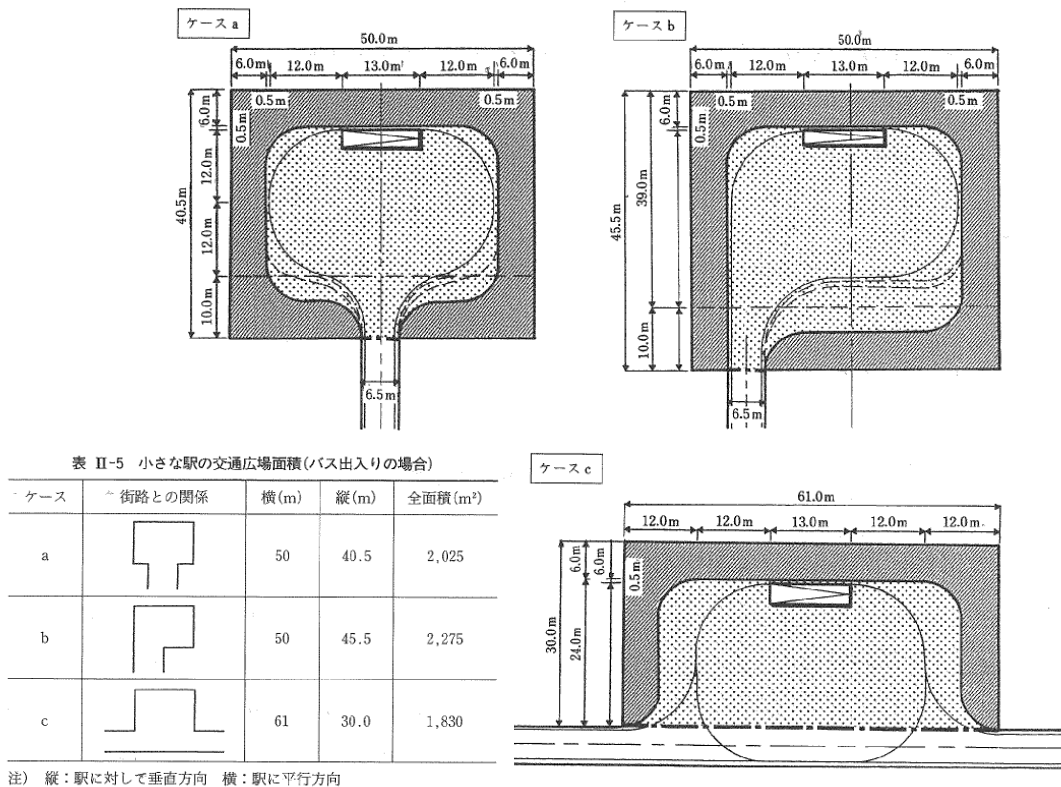 ケース a
50.0m
6.0m
12.0m
13.0m
12.0m
6.0m
0.5m
0.5m
0.5m
6.0m
12.0m
12.0m
10.0m
40.5m
6.5m
ケース b
50.0m
6.0m
12.0m
13.0m
12.0m
6.0m
0.5m
0.5m
0.5m
6.0m
39.0m
45.5m
10.0m
6.5m
表 II-5 小さな駅の交通広場面積(バス出入りの場合)
ケース 街路との関係 横(m) 縦(m) 全面積(m²)
a 50 40.5 2,025
b 50 45.5 2,275
c 61 30.0 1,830
注) 縦：駅に対して垂直方向 横：駅に平行方向
ケース c
61.0m
12.0m
12.0m
13.0m
12.0m
12.0m
6.0m
6.0m
0.5m
30.0m
24.0m